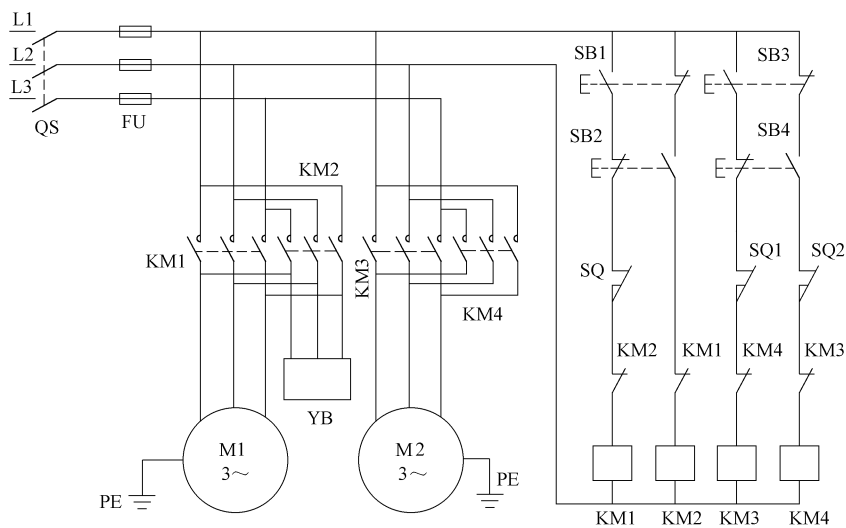 L1
L2
L3
QS
FU
KM2
KM1
KM3
KM4
YB
M1
3～
M2
3～
PE
PE
SB1
SB3
SB2
SB4
SQ
SQ1
SQ2
KM2
KM1
KM4
KM3
KM1
KM2
KM3
KM4